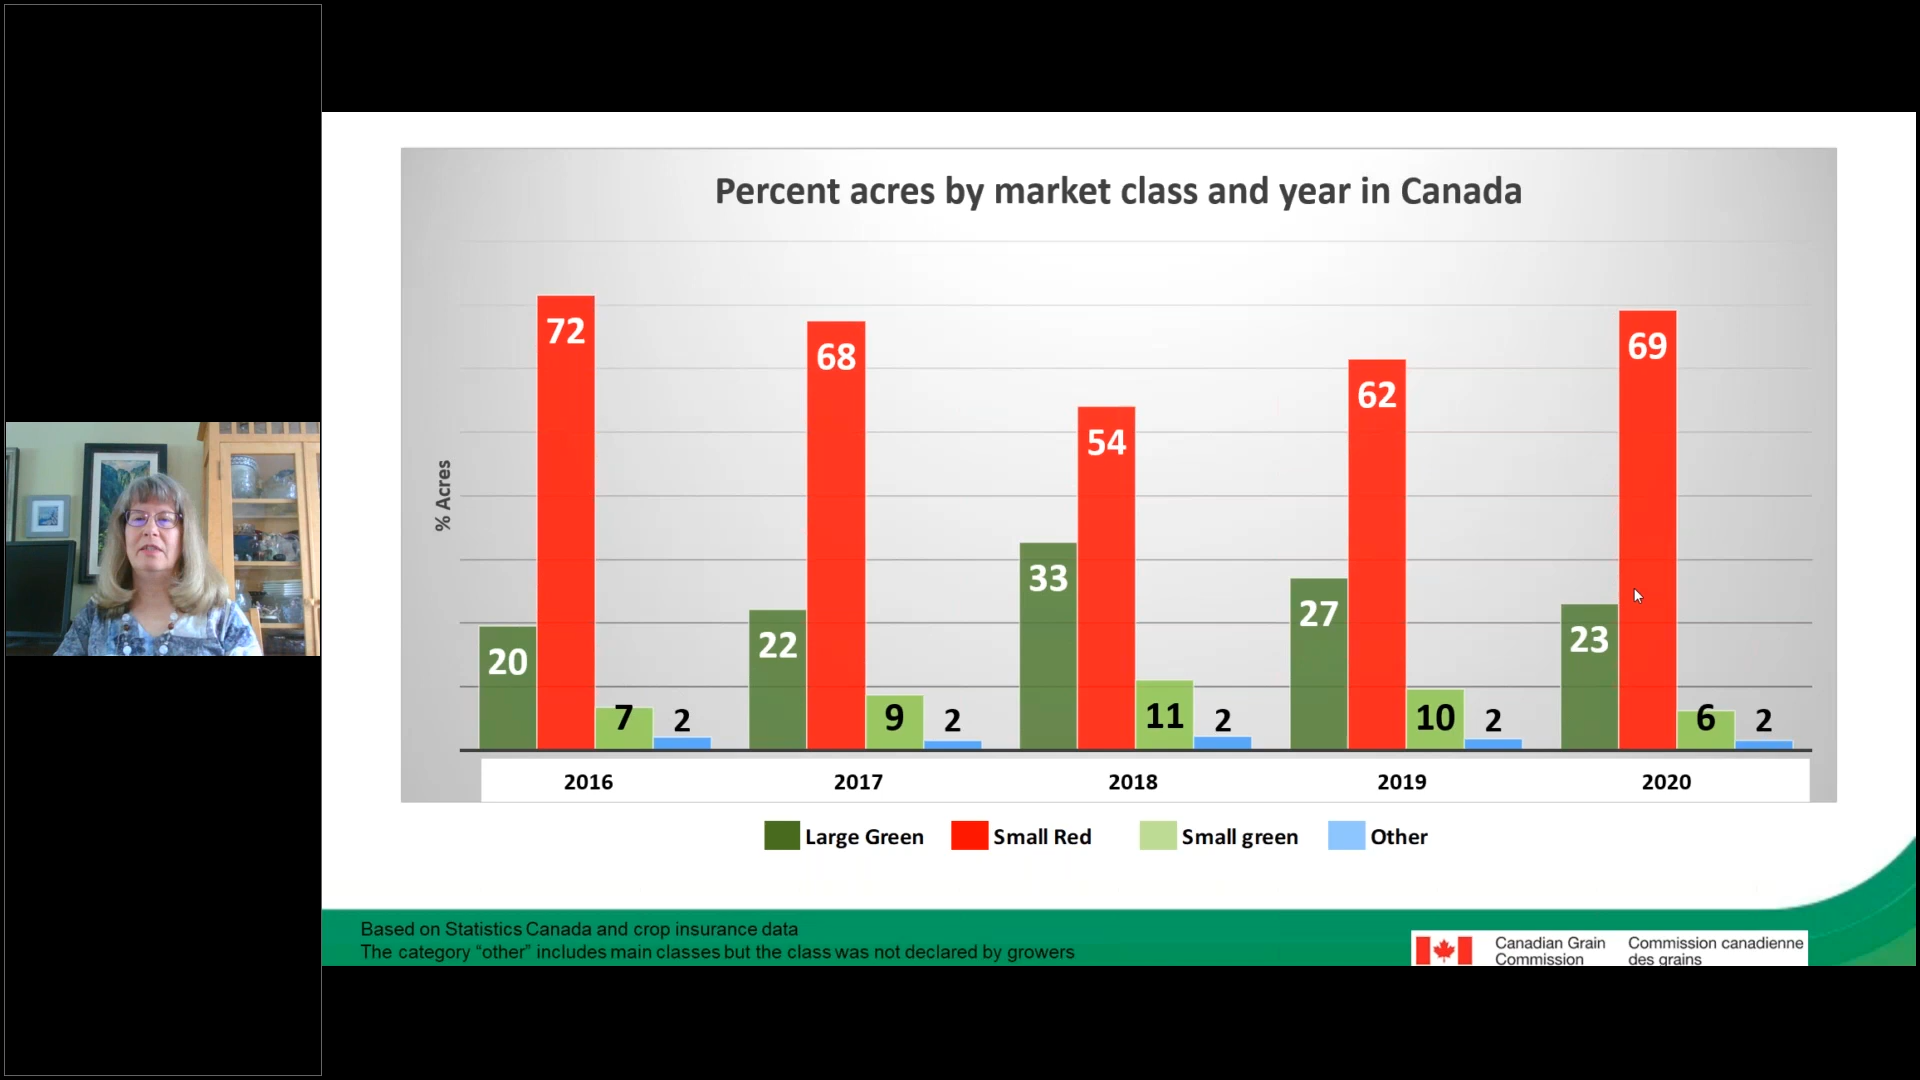 Percent acres by market class and year in Canada
% Acres
72
68
54
62
69
20
22
33
27
23
7
2
9
2
11
2
10
2
6
2
2016
2017
2018
2019
2020
Large Green
Small Red
Small green
Other
Based on Statistics Canada and crop insurance data
The category “other” includes main classes but the class was not declared by growers
Canadian Grain
Commission
Commission canadienne
des grains